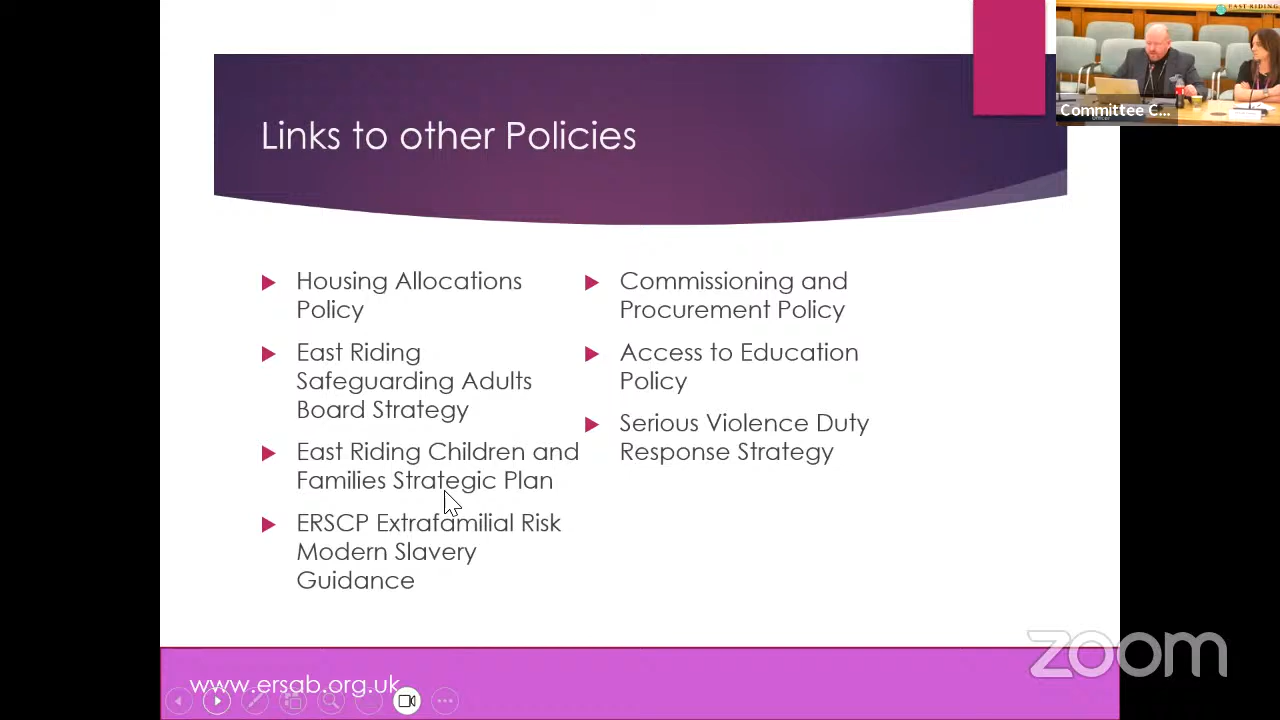 EAST RIDING
Committee C...
Links to other Policies
Housing Allocations
Policy
East Riding
Safeguarding Adults
Board Strategy
East Riding Children and
Families Strategic Plan
ERSCP Extrafamilial Risk
Modern Slavery
Guidance
Commissioning and
Procurement Policy
Access to Education
Policy
Serious Violence Duty
Response Strategy
www.ersab.org.uk
zoom